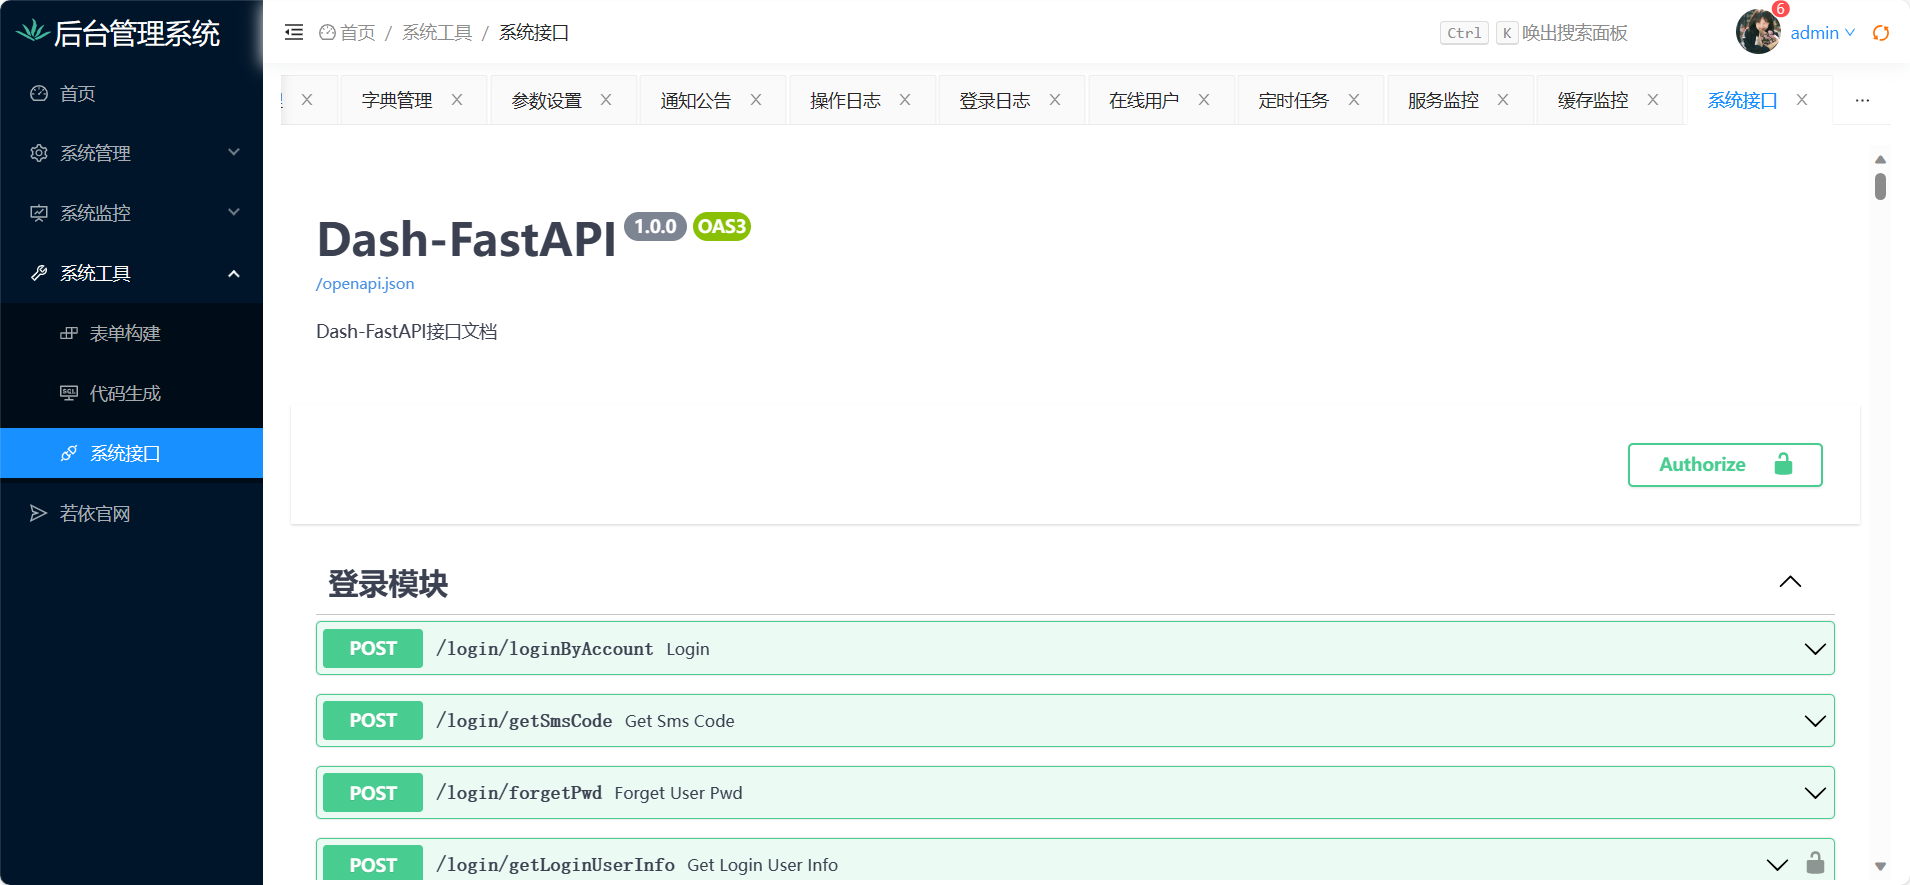 后台管理系统
首页
系统管理
系统监控
系统工具
表单构建
代码生成
系统接口
若依官网
首页 / 系统工具 / 系统接口
Ctrl K 唤出搜索面板
6
admin
字典管理 参数设置 通知公告 操作日志 登录日志 在线用户 定时任务 服务监控 缓存监控 系统接口 ···
Dash-FastAPI 1.0.0 OAS3
/openapi.json
Dash-FastAPI接口文档
Authorize
登录模块
POST /login/loginByAccount Login
POST /login/getSmsCode Get Sms Code
POST /login/forgetPwd Forget User Pwd
POST /login/getLoginUserInfo Get Login User Info